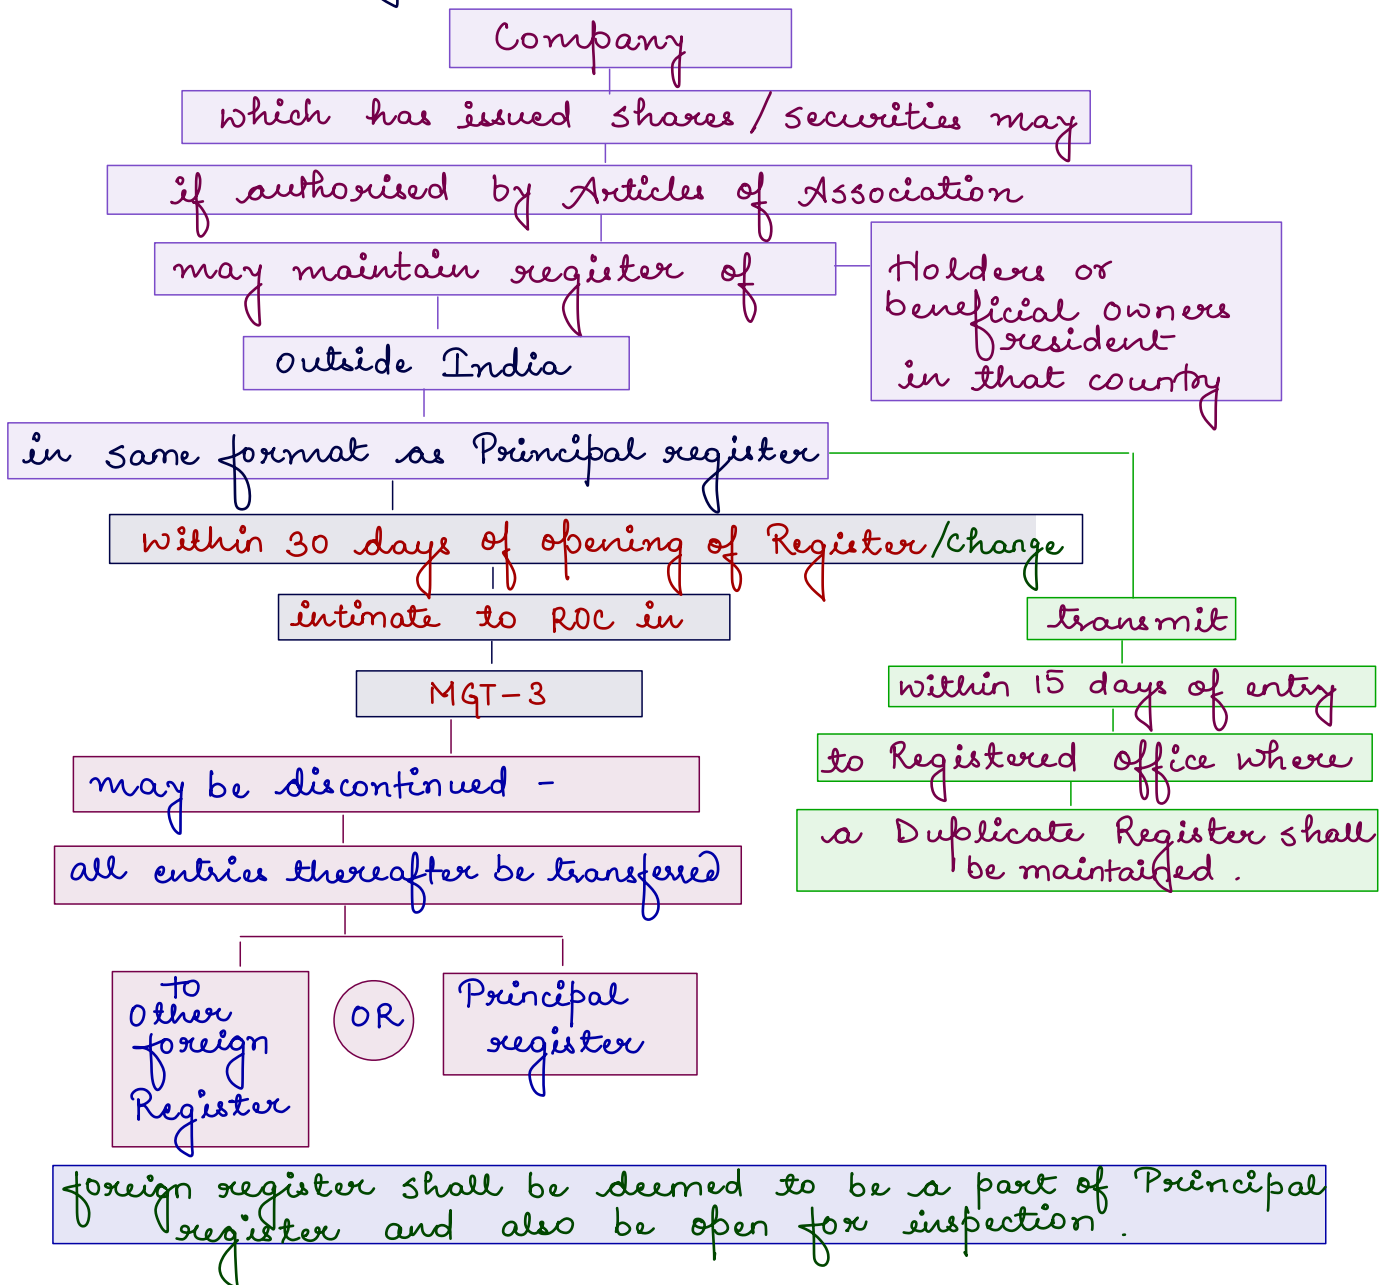 Company
which has issued shares / securities may
if authorised by Articles of Association
may maintain register of
Holders or
beneficial owners
resident
in that country
outside India
in same format as Principal register
within 30 days of opening of Register/change
intimate to ROC in
MGT-3
transmit
within 15 days of entry
to Registered office where
a Duplicate Register shall
be maintained.
may be discontinued -
all entries thereafter be transferred
to
Other
foreign
Register
OR
Principal
register
foreign register shall be deemed to be a part of Principal
register and also be open for inspection.